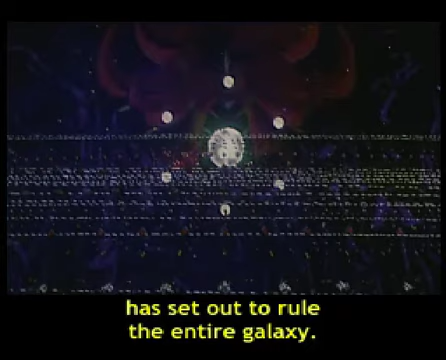 has set out to rule
the entire galaxy.